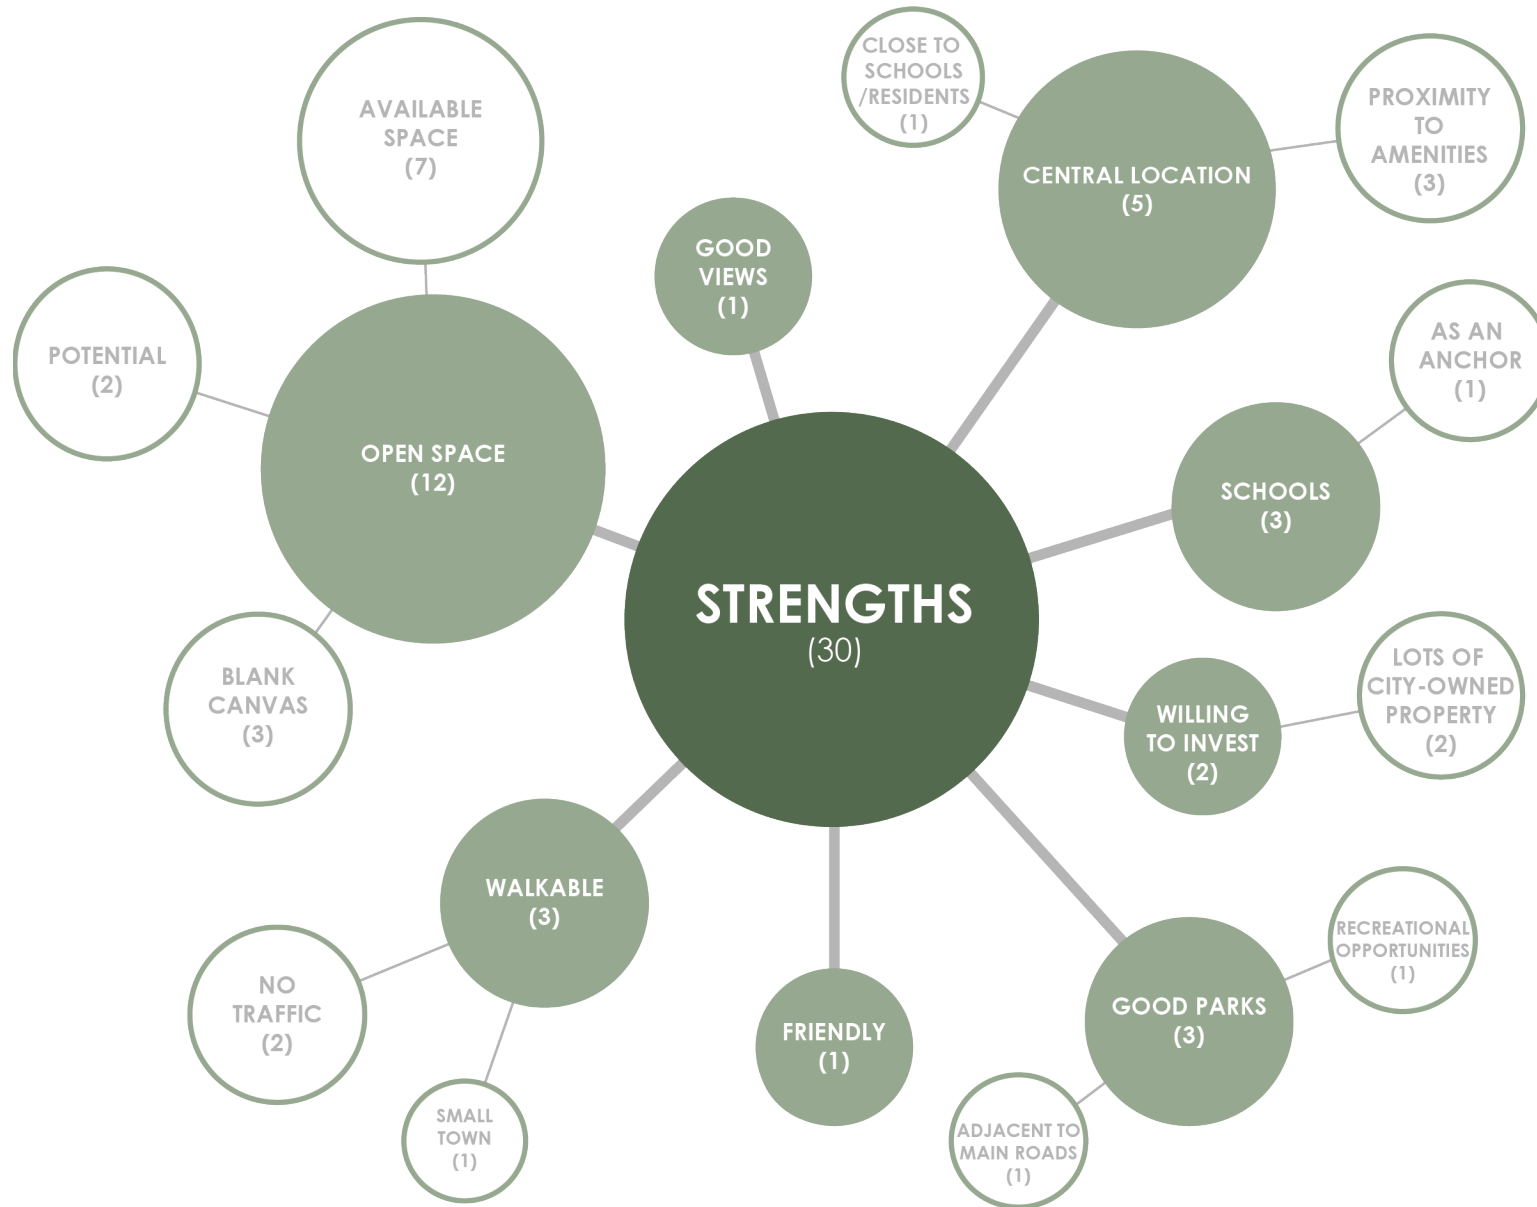 AVAILABLE
SPACE
(7)
CLOSE TO
SCHOOLS
/RESIDENTS
(1)
PROXIMITY
TO
AMENITIES
(3)
CENTRAL LOCATION
(5)
GOOD
VIEWS
(1)
POTENTIAL
(2)
AS AN
ANCHOR
(1)
OPEN SPACE
(12)
SCHOOLS
(3)
STRENGTHS
(30)
BLANK
CANVAS
(3)
LOTS OF
CITY-OWNED
PROPERTY
(2)
WILLING
TO INVEST
(2)
WALKABLE
(3)
NO
TRAFFIC
(2)
SMALL
TOWN
(1)
FRIENDLY
(1)
GOOD PARKS
(3)
RECREATIONAL
OPPORTUNITIES
(1)
ADJACENT TO
MAIN ROADS
(1)